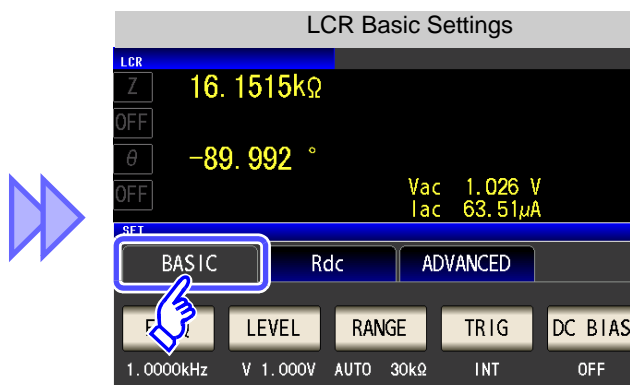 LCR Basic Settings
LCR
Z 16.1515kΩ
OFF
θ -89.992 °
OFF
Vac 1.026 V
Iac 63.51μA
SET
BASIC Rdc ADVANCED
LEVEL RANGE TRIG DC BIAS
1.0000kHz V 1.000V AUTO 30kΩ INT OFF